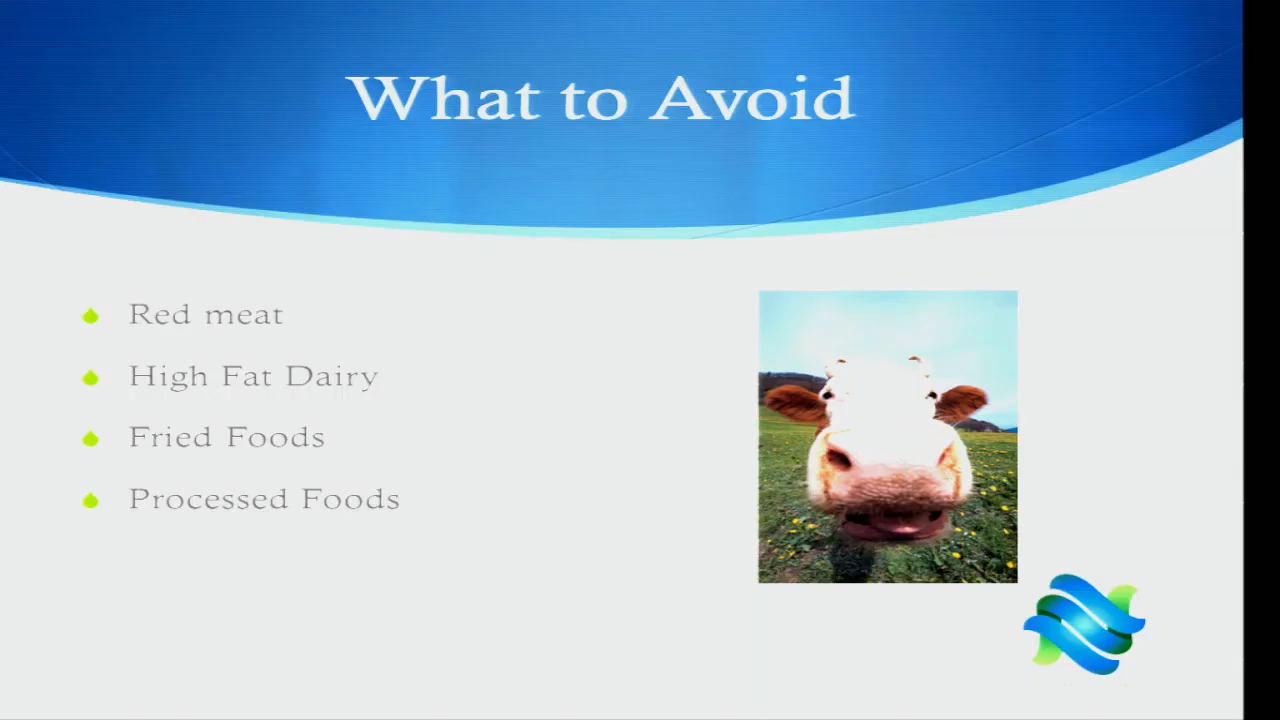 What to Avoid
Red meat
High Fat Dairy
Fried Foods
Processed Foods